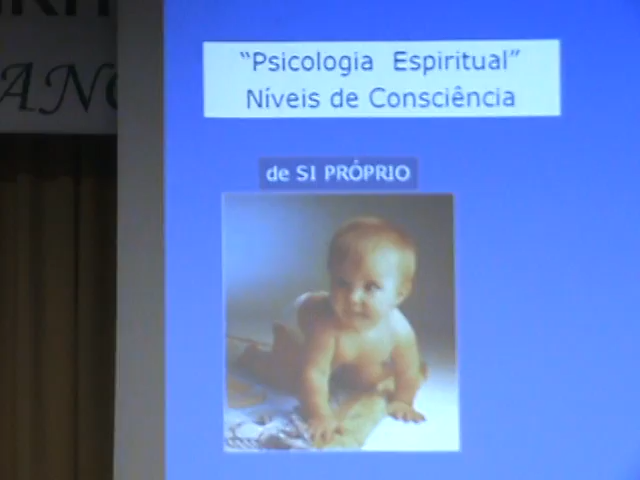 “Psicologia Espiritual”
Níveis de Consciência
de SI PRÓPRIO